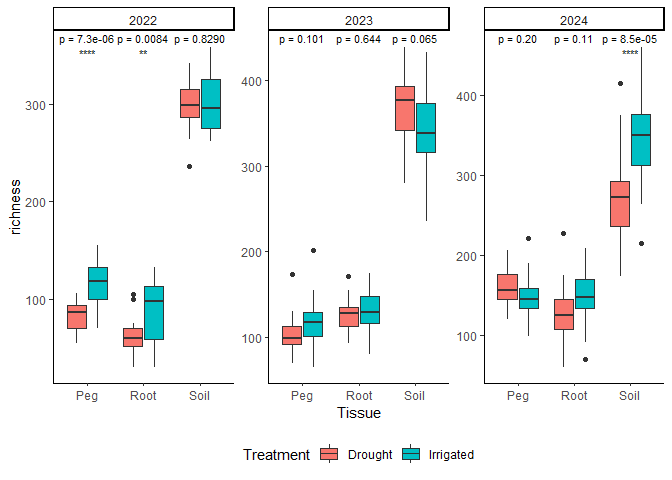 2022
p = 7.3e-06 p = 0.0084 p = 0.8290
**** **
300
200
100
Peg Root Soil
2023
p = 0.101 p = 0.644 p = 0.065
400
300
200
100
Peg Root Soil
2024
p = 0.20 p = 0.11 p = 8.5e-05
****
400
300
200
100
Peg Root Soil
richness
Tissue
Treatment Drought Irrigated